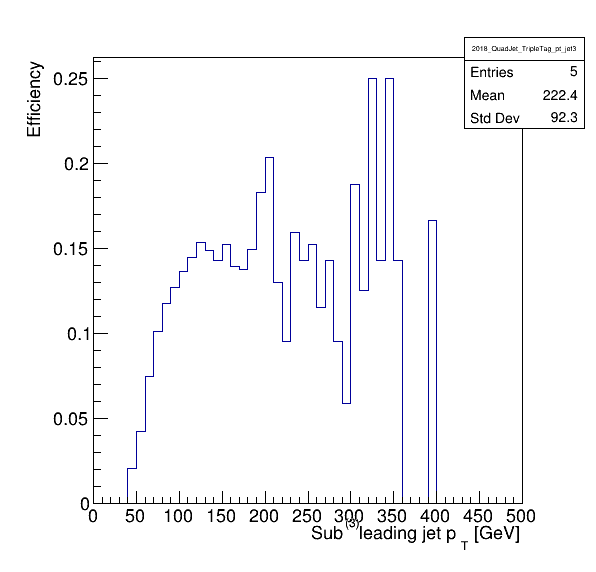 2018_QuadJet_TripleTag_pt_jet3
Entries 5
Mean 222.4
Std Dev 92.3
Efficiency
0.25
0.2
0.15
0.1
0.05
0
0 50 100 150 200 250 300 350 400 450 500
Sub(3)leading jet pT [GeV]